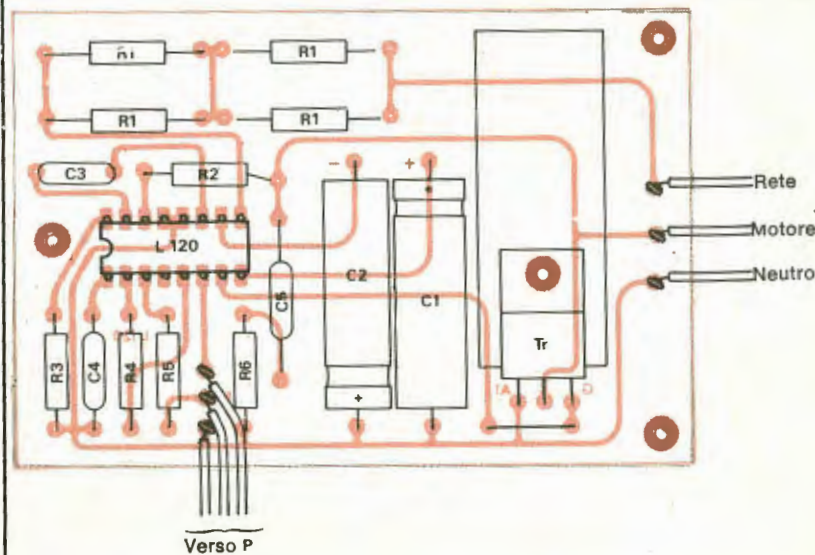 R1
R1
R1
R1
C3
R2
-
+
Rete
L 120
Motore
C2
C5
C1
Neutro
Tr
R3
C4
R4
R5
R6
+
A1
G
Verso P